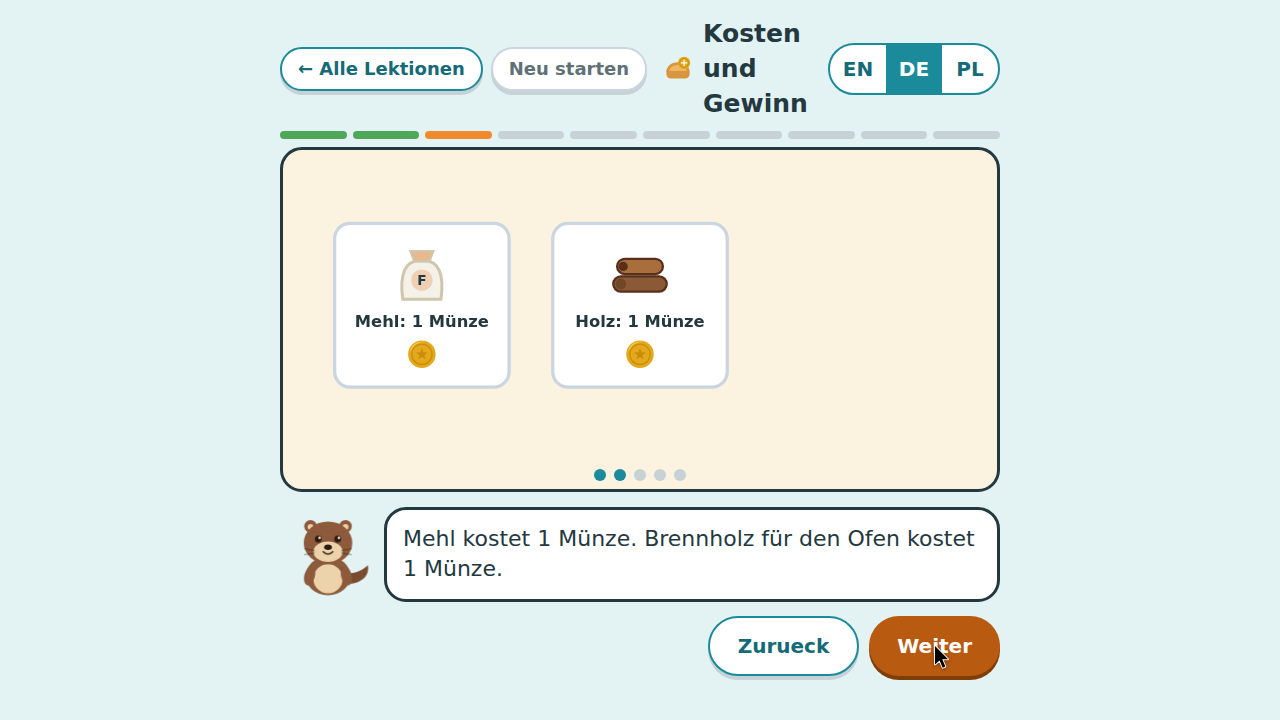 ← Alle Lektionen
Neu starten
Kosten
und
Gewinn
EN DE PL
F
Mehl: 1 Münze
Holz: 1 Münze
Mehl kostet 1 Münze. Brennholz für den Ofen kostet
1 Münze.
Zurueck
Weiter